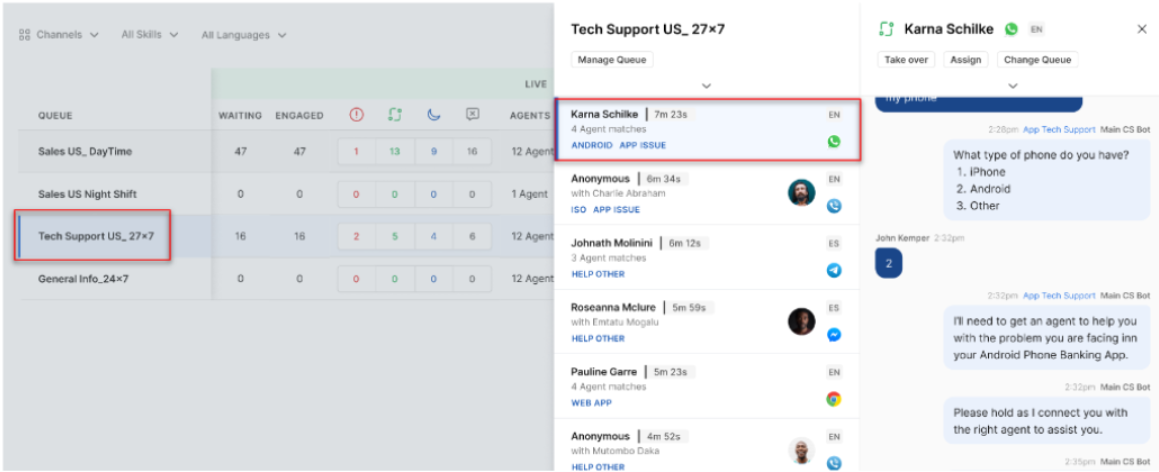 Channels All Skills All Languages
LIVE
QUEUE WAITING ENGAGED AGENTS
Sales US_ DayTime 47 47 1 13 9 16 12 Agent
Sales US Night Shift 0 0 0 0 0 0 1 Agent
Tech Support US_ 27×7 16 16 2 5 4 6 12 Agent
General Info_24×7 0 0 0 0 0 0 12 Agent
Tech Support US_ 27×7
Manage Queue
Karna Schilke 7m 23s EN
4 Agent matches
ANDROID APP ISSUE
Anonymous 6m 34s EN
with Charlie Abraham
ISO APP ISSUE
Johnath Molinini 6m 12s ES
3 Agent matches
HELP OTHER
Roseanna Mclure 5m 59s ES
with Emtatu Mogalu
HELP OTHER
Pauline Garre 5m 23s EN
4 Agent matches
WEB APP
Anonymous 4m 52s EN
with Mutombo Daka
HELP OTHER
Karna Schilke EN
Take over Assign Change Queue
my phone
2:28pm App Tech Support Main CS Bot
What type of phone do you have?
1. iPhone
2. Android
3. Other
John Kemper 2:32pm
2
2:32pm App Tech Support Main CS Bot
I'll need to get an agent to help you
with the problem you are facing inn
your Android Phone Banking App.
2:32pm Main CS Bot
Please hold as I connect you with
the right agent to assist you.
2:35pm Main CS Bot